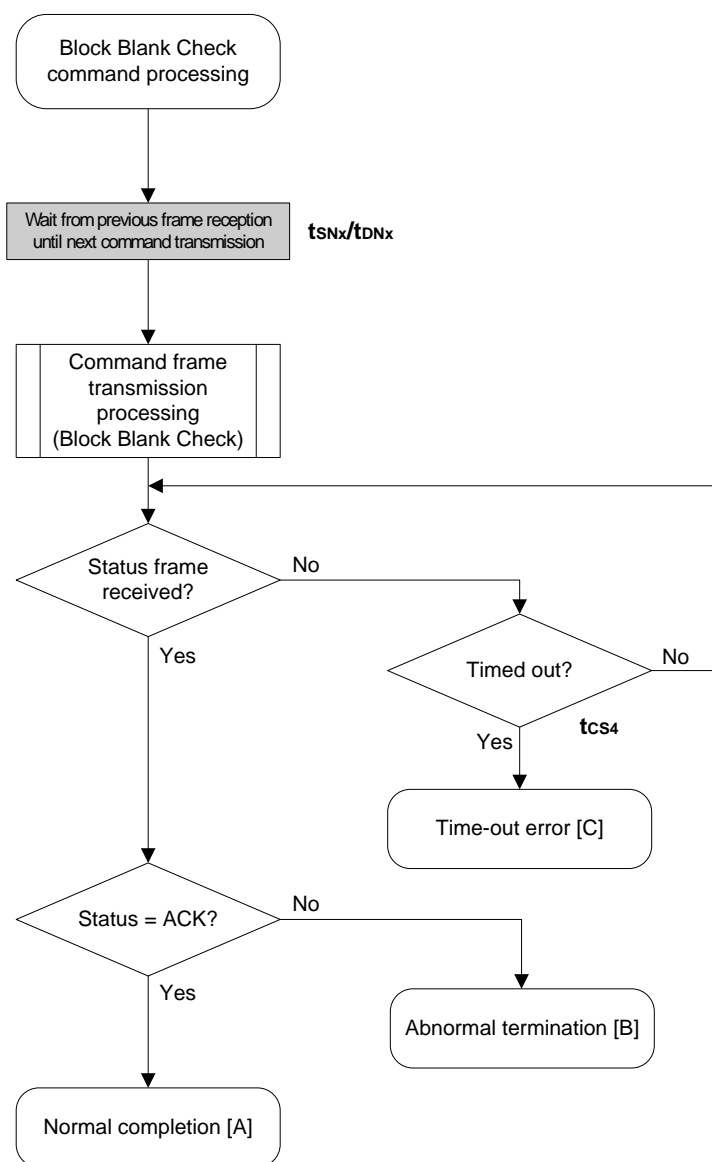 Block Blank Check
command processing
Wait from previous frame reception
until next command transmission
tSNx/tDNx
Command frame
transmission
processing
(Block Blank Check)
Status frame
received?
No
Yes
Timed out?
No
tCS4
Yes
Time-out error [C]
Status = ACK?
No
Yes
Abnormal termination [B]
Normal completion [A]